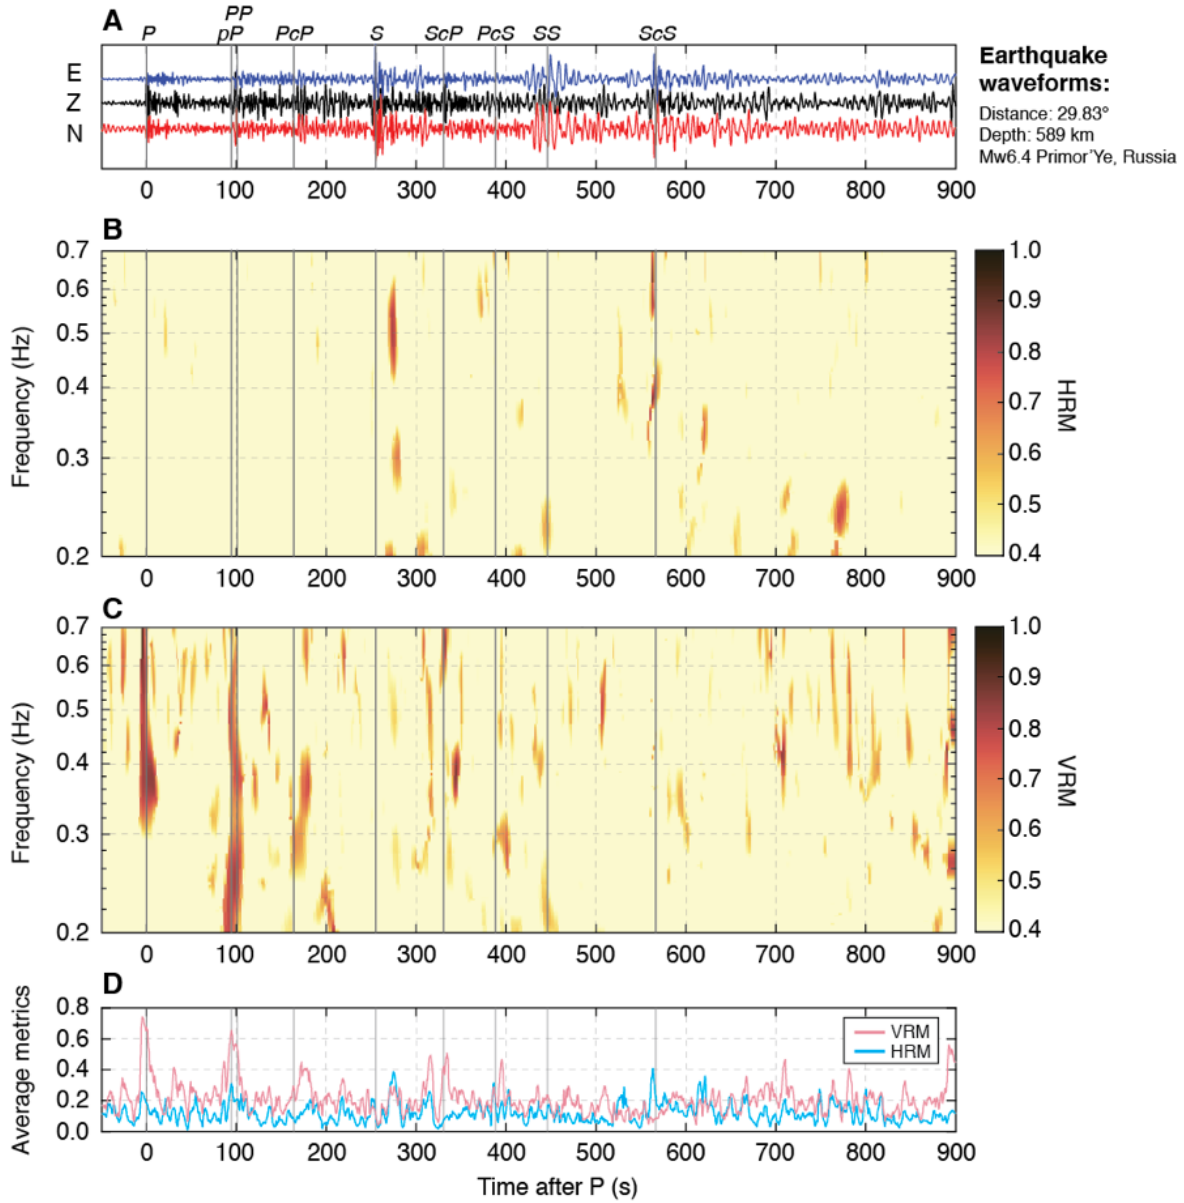 A
P
PP
pP
PcP
S
ScP
PcS
SS
ScS
E
Z
N
0 100 200 300 400 500 600 700 800 900
Earthquake
waveforms:
Distance: 29.83°
Depth: 589 km
Mw6.4 Primor'Ye, Russia
B
0.7
0.6
0.5
0.4
0.3
0.2
Frequency (Hz)
0 100 200 300 400 500 600 700 800 900
1.0
0.9
0.8
0.7
0.6
0.5
0.4
HRM
C
0.7
0.6
0.5
0.4
0.3
0.2
Frequency (Hz)
0 100 200 300 400 500 600 700 800 900
1.0
0.9
0.8
0.7
0.6
0.5
0.4
VRM
D
0.8
0.6
0.4
0.2
0.0
Average metrics
VRM
HRM
0 100 200 300 400 500 600 700 800 900
Time after P (s)